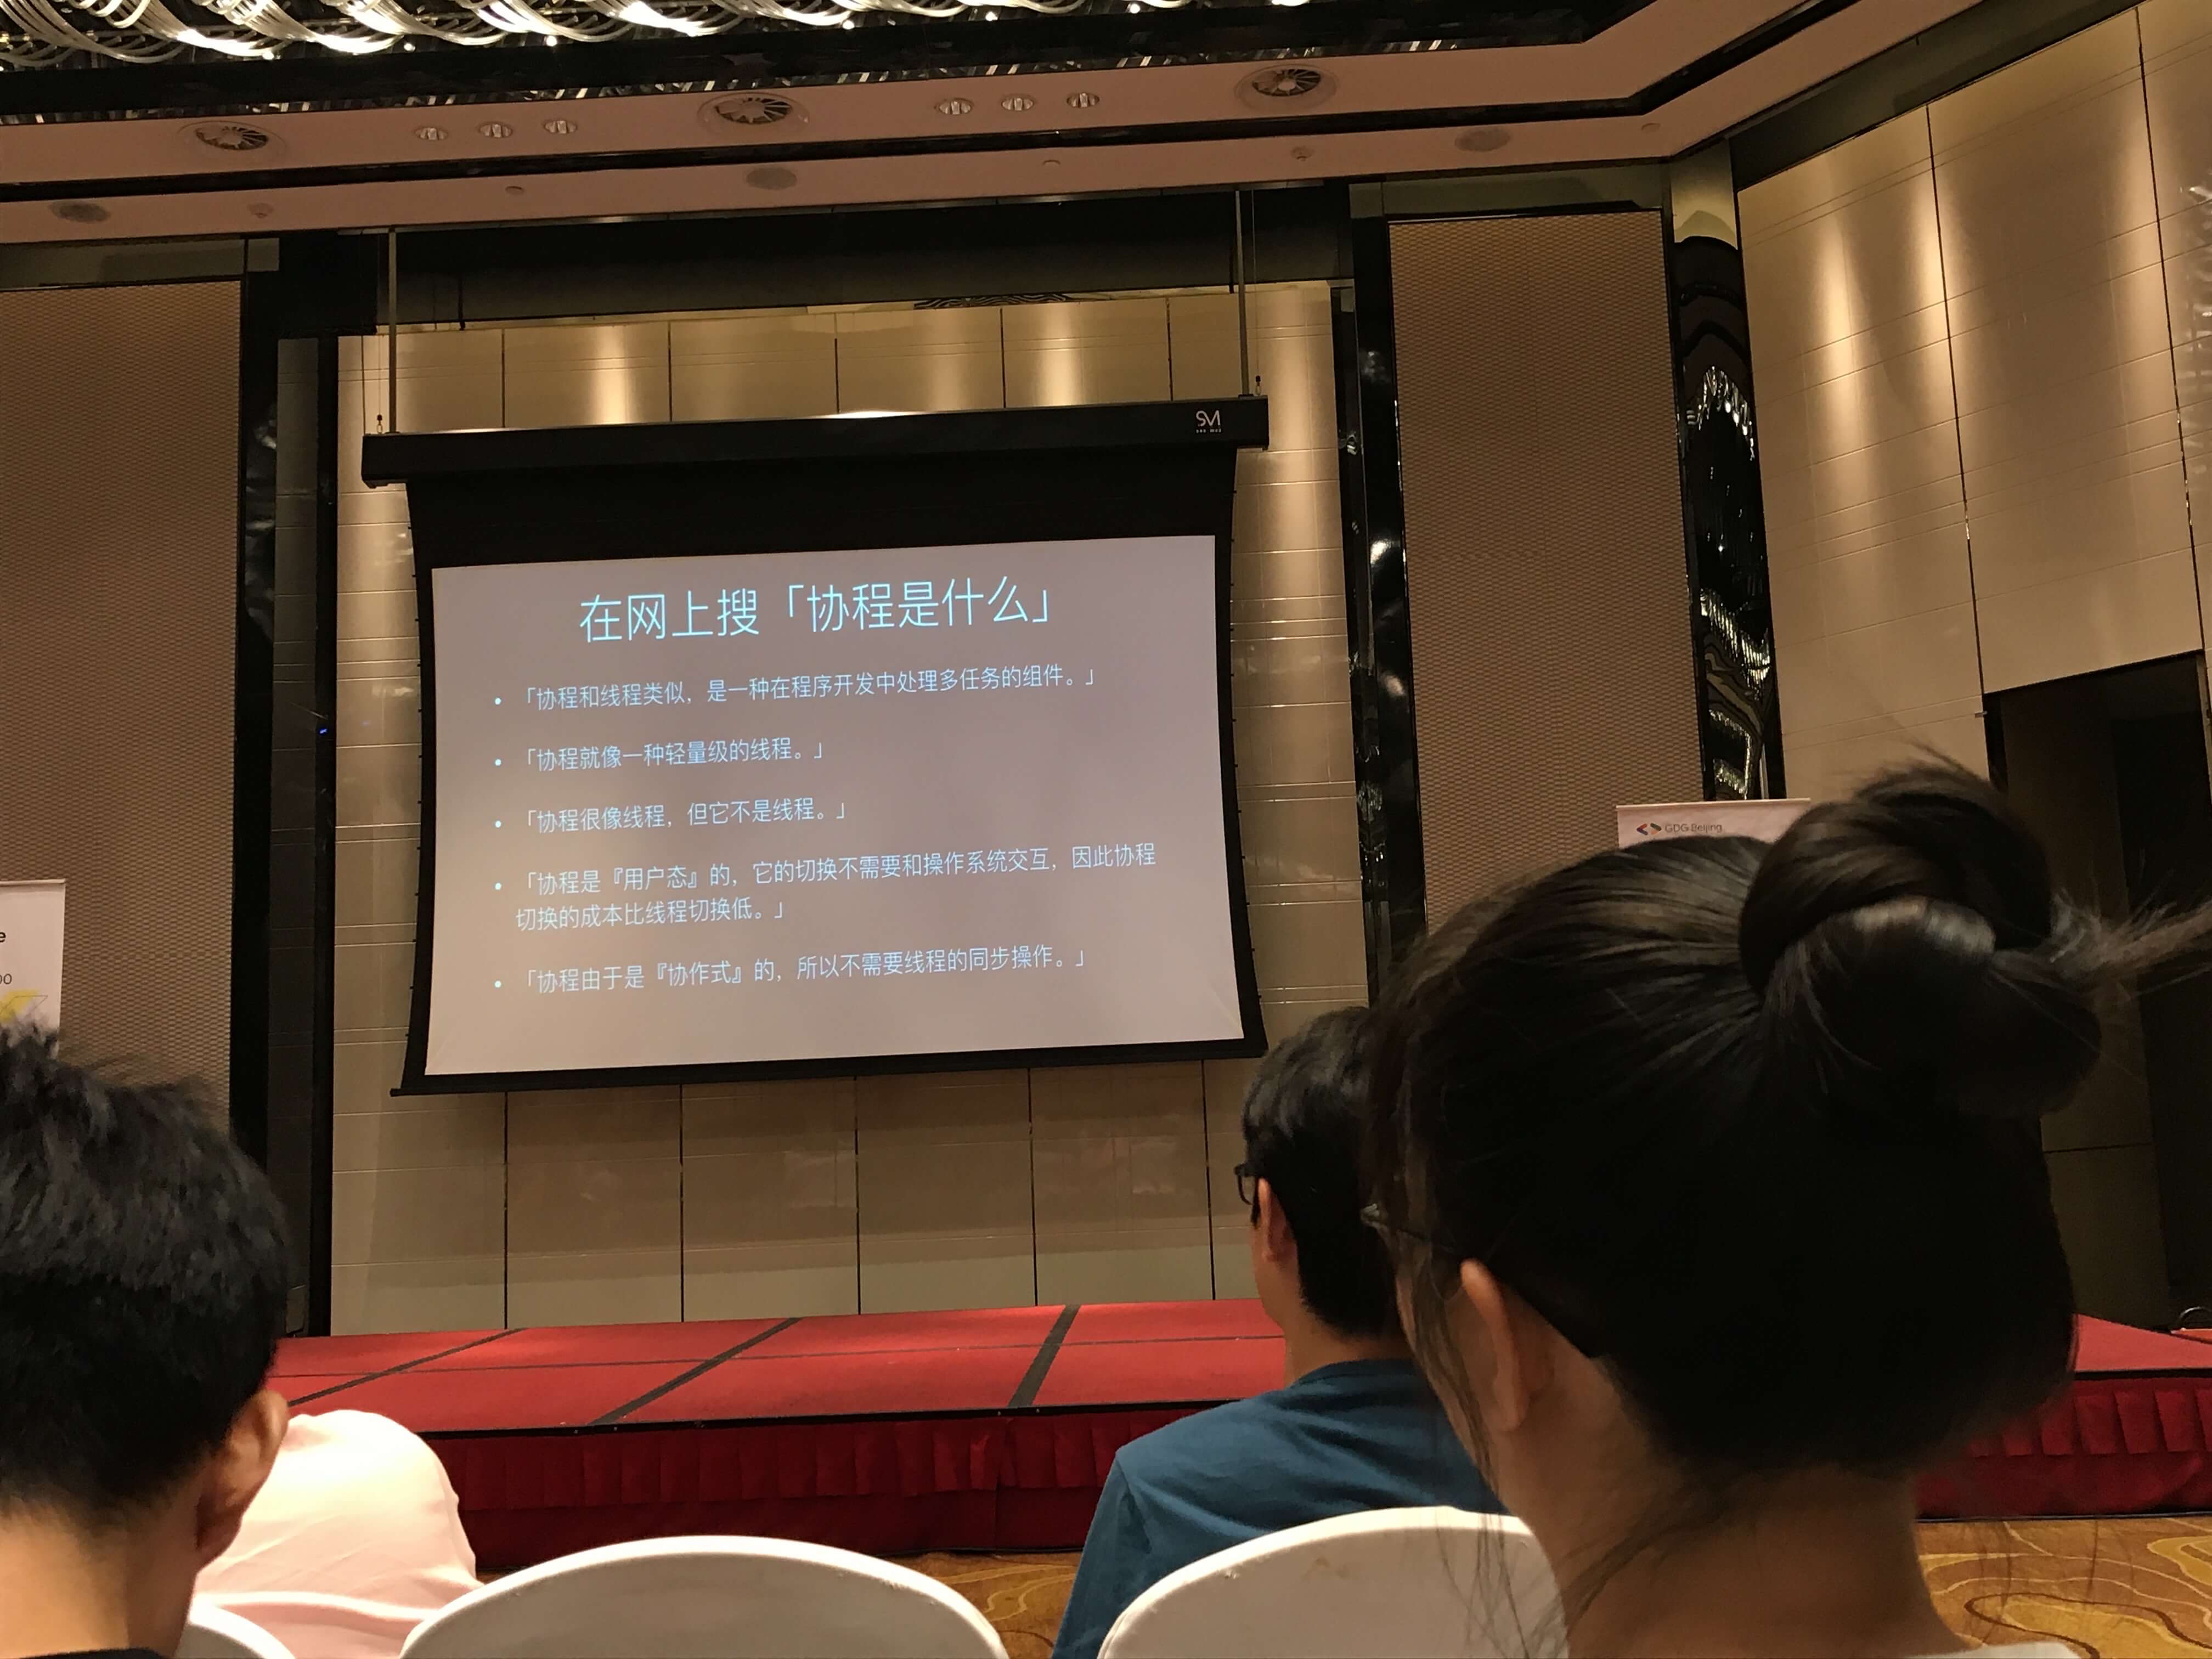 SVI
在网上搜「协程是什么」
• 「协程和线程类似，是一种在程序开发中处理多任务的组件。」
• 「协程就像一种轻量级的线程。」
• 「协程很像线程，但它不是线程。」
• 「协程是『用户态』的，它的切换不需要和操作系统交互，因此协程
切换的成本比线程切换低。」
• 「协程由于是『协作式』的，所以不需要线程的同步操作。」
GDG Beijing
e
00